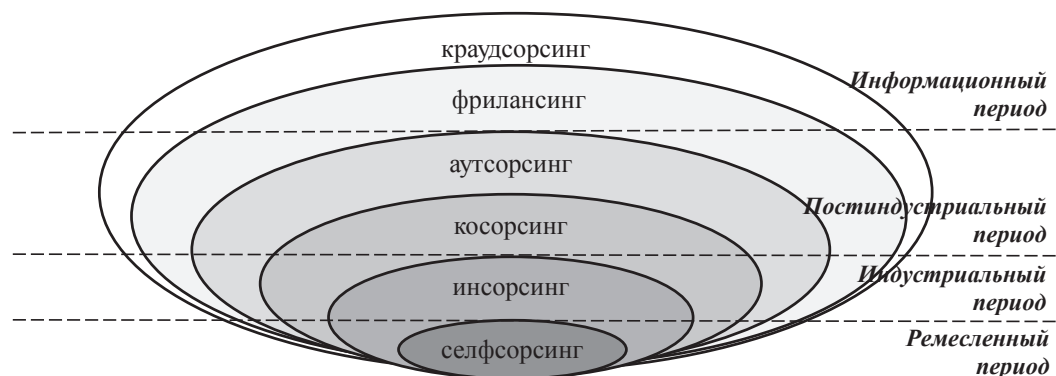 краудсорсинг
Информационный
период
фрилансинг
аутсорсинг
Постиндустриальный
период
косорсинг
Индустриальный
период
инсорсинг
Ремесленный
период
селфсорсинг